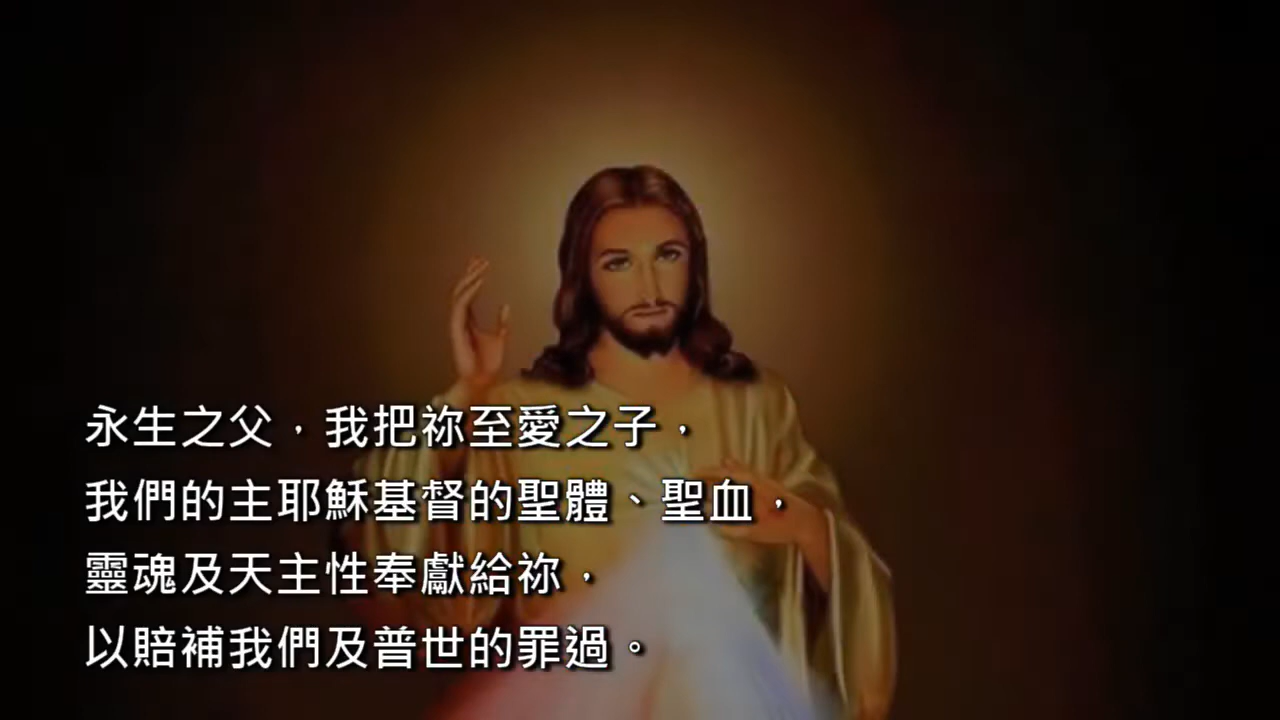 永生之父，我把祢至愛之子，
我們的主耶穌基督的聖體、聖血，
靈魂及天主性奉獻給祢，
以賠補我們及普世的罪過。